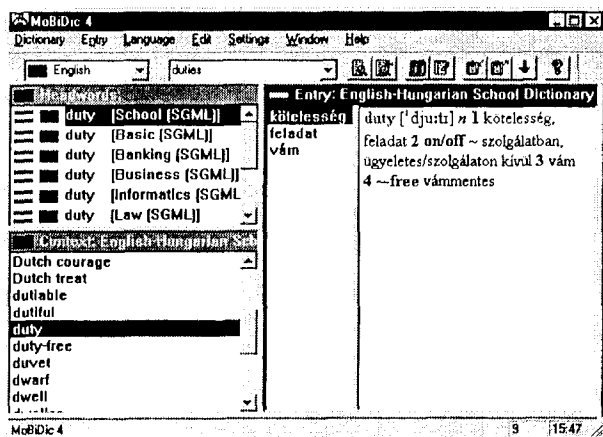 MoBiDic 4
Dictionary Entry Language Edit Settings Window Help
English duties
Headwords
duty [School (SGML)]
duty [Basic (SGML)]
duty [Banking (SGML)]
duty [Business (SGML)]
duty [Informatics (SGML
duty [Law (SGML)]
Context: English-Hungarian Sch
Dutch courage
Dutch treat
dutiable
dutiful
duty
duty-free
duvet
dwarf
dwell
Entry: English-Hungarian School Dictionary
kötelesség
feladat
vám
duty [ˈdjuːtɪ] n 1 kötelesség,
feladat 2 on/off ~ szolgálatban,
ügyeletes/szolgálaton kívül 3 vám
4 ~free vámmentes
MoBiDic 4 9 15:47